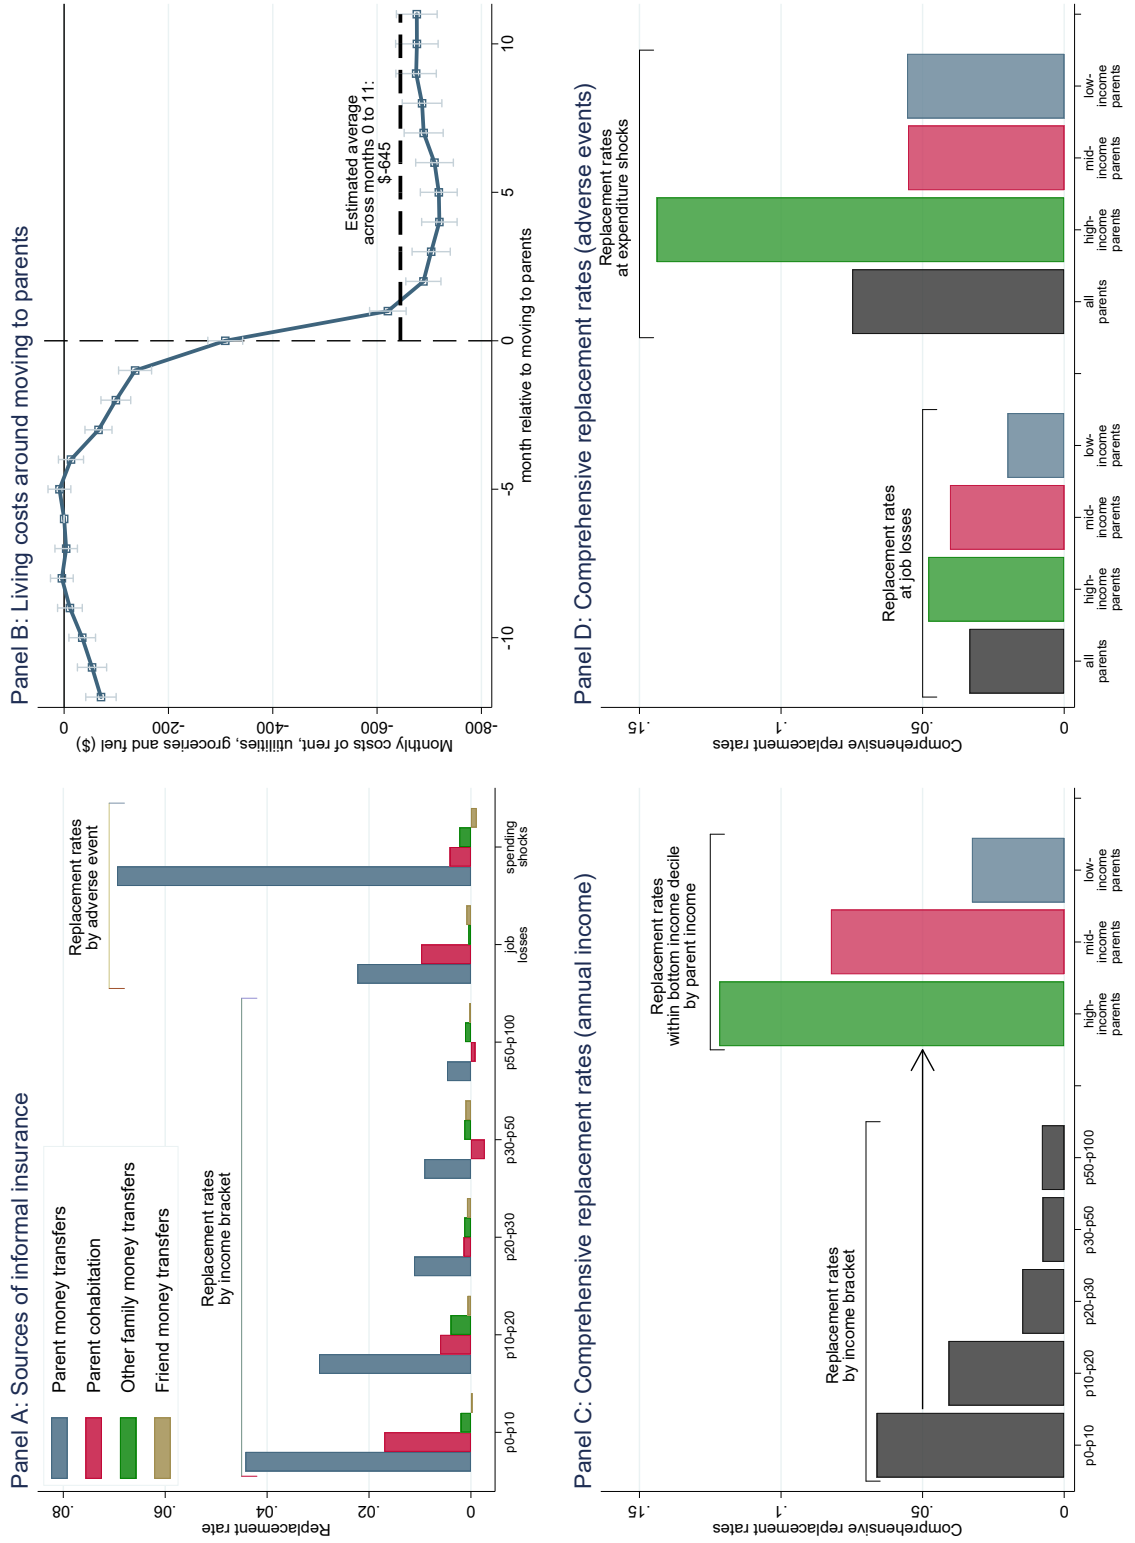 Panel A: Sources of informal insurance
Parent money transfers
Parent cohabitation
Other family money transfers
Friend money transfers
Replacement rates
by income bracket
Replacement rates
by adverse event
Replacement rate
.08
.06
.04
.02
0
p0-p10
p10-p20
p20-p30
p30-p50
p50-p100
job
losses
spending
shocks
Panel B: Living costs around moving to parents
Monthly costs of rent, utilities, groceries and fuel ($)
0
-200
-400
-600
-800
Estimated average
across months 0 to 11:
$-645
-10
-5
0
5
10
month relative to moving to parents
Panel C: Comprehensive replacement rates (annual income)
Comprehensive replacement rates
.15
.1
.05
0
Replacement rates
by income bracket
Replacement rates
within bottom income decile
by parent income
p0-p10
p10-p20
p20-p30
p30-p50
p50-p100
high-
income
parents
mid-
income
parents
low-
income
parents
Panel D: Comprehensive replacement rates (adverse events)
Comprehensive replacement rates
.15
.1
.05
0
Replacement rates
at job losses
Replacement rates
at expenditure shocks
all
parents
high-
income
parents
mid-
income
parents
low-
income
parents
all
parents
high-
income
parents
mid-
income
parents
low-
income
parents